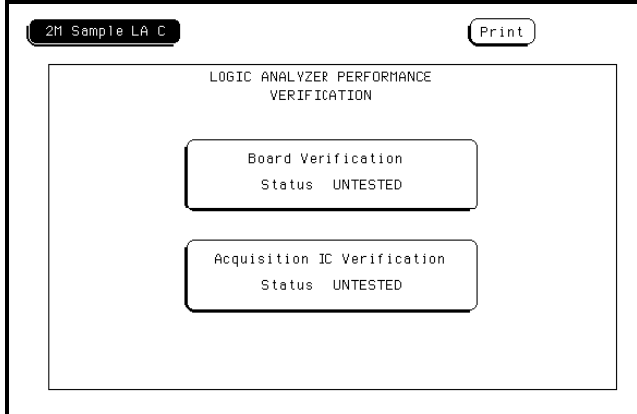 2M Sample LA C
Print
LOGIC ANALYZER PERFORMANCE
VERIFICATION
Board Verification
Status UNTESTED
Acquisition IC Verification
Status UNTESTED